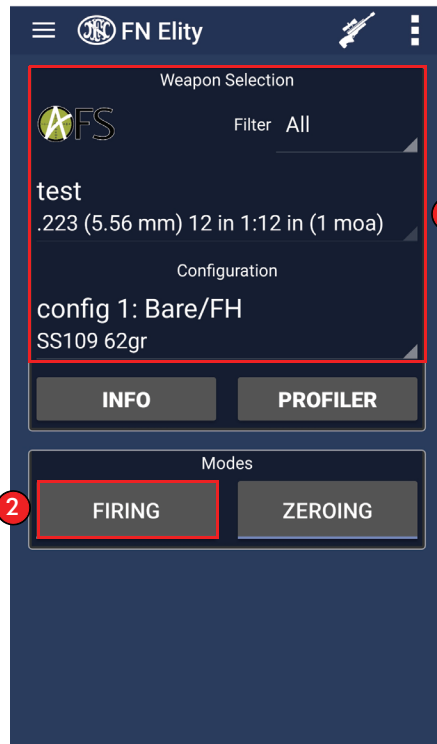 FN Elity
Weapon Selection
AFS
Filter All
test
.223 (5.56 mm) 12 in 1:12 in (1 moa)
Configuration
config 1: Bare/FH
SS109 62gr
INFO PROFILER
Modes
2
FIRING ZEROING